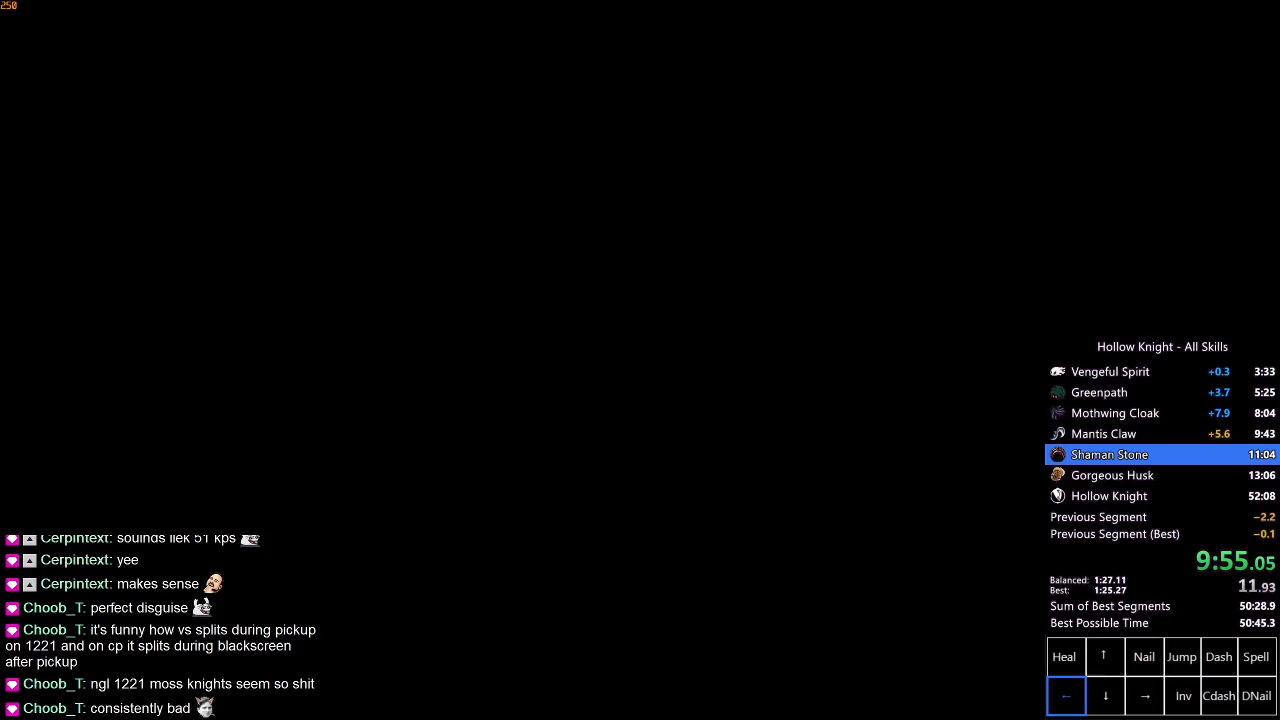 250
Hollow Knight - All Skills
Vengeful Spirit +0.3 3:33
Greenpath +3.7 5:25
Mothwing Cloak +7.9 8:04
Mantis Claw +5.6 9:43
Shaman Stone 11:04
Gorgeous Husk 13:06
Hollow Knight 52:08
Previous Segment −2.2
Previous Segment (Best) −0.1
9:55.05
Balanced: 1:27.11
Best: 1:25.27
11.93
Sum of Best Segments 50:28.9
Best Possible Time 50:45.3
Heal ↑ Nail Jump Dash Spell
← ↓ → Inv Cdash DNail
Cerpintext: sounds liek 51 kps
Cerpintext: yee
Cerpintext: makes sense
Choob_T: perfect disguise
Choob_T: it's funny how vs splits during pickup
on 1221 and on cp it splits during blackscreen
after pickup
Choob_T: ngl 1221 moss knights seem so shit
Choob_T: consistently bad